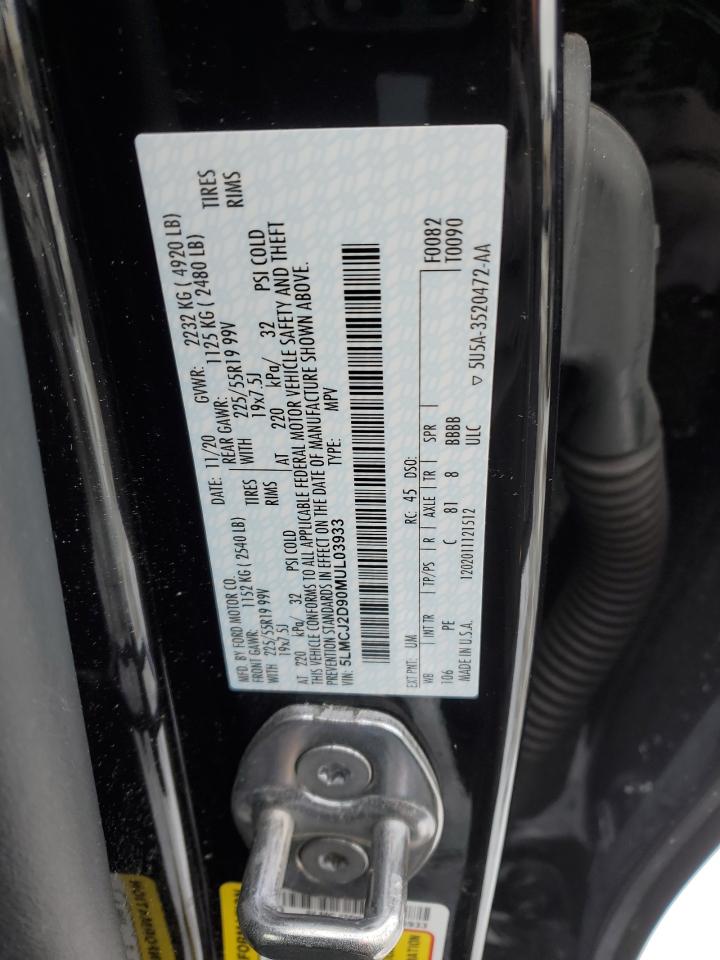 MFD. BY FORD MOTOR CO.
DATE: 11/20 GVWR: 2232 KG ( 4920 LB)
FRONT GAWR: 1152 KG ( 2540 LB) REAR GAWR: 1125 KG ( 2480 LB)
WITH 225/55R19 99V TIRES WITH 225/55R19 99V TIRES
19x7.5J RIMS 19x7.5J RIMS
AT 220 kPa/ 32 PSI COLD AT 220 kPa/ 32 PSI COLD
THIS VEHICLE CONFORMS TO ALL APPLICABLE FEDERAL MOTOR VEHICLE SAFETY AND THEFT
PREVENTION STANDARDS IN EFFECT ON THE DATE OF MANUFACTURE SHOWN ABOVE.
VIN: 5LMCJ2D90MUL03933 TYPE: MPV
EXT PNT: UM RC: 45 DSO: F0082
WB INT TR TP/PS R AXLE TR SPR T0090
106 PE C 81 8 BBBB
MADE IN U.S.A. 1202011121512 ULC ▽ 5U5A-3520472-AA
INFORMATION